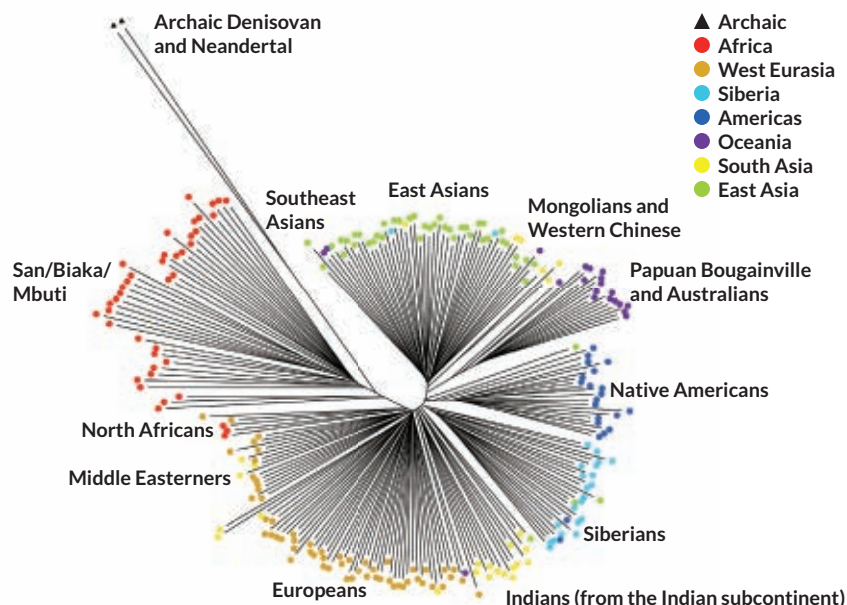 Archaic Denisovan
and Neandertal
Archaic
Africa
West Eurasia
Siberia
Americas
Oceania
South Asia
East Asia
Southeast
Asians
East Asians
Mongolians and
Western Chinese
San/Biaka/
Mbuti
Papuan Bougainville
and Australians
Native Americans
North Africans
Middle Easterners
Siberians
Europeans
Indians (from the Indian subcontinent)